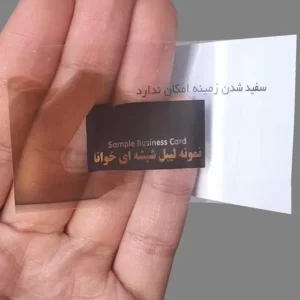 سفید شدن زمینه امکان ندارد
Sample Business Card
نمونه لیبل شیشه ای خوانا